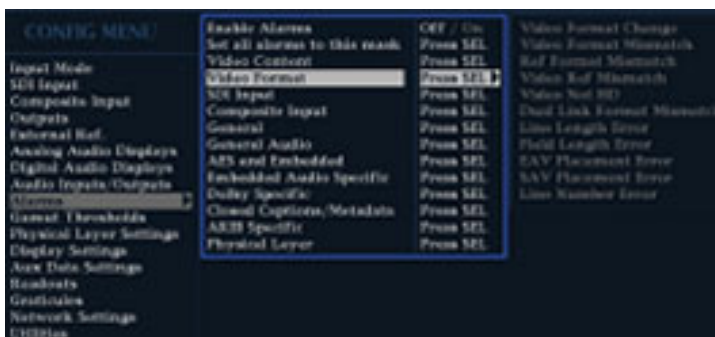 CONFIG MENU
Input Mode
SDI Input
Composite Input
Outputs
External Ref.
Analog Audio Displays
Digital Audio Displays
Audio Inputs/Outputs
Alarms
Gamut Thresholds
Physical Layer Settings
Display Settings
Aux Data Settings
Readouts
Graticules
Network Settings
Utilities
Enable Alarms Off / On
Set all alarms to this mask Press SEL
Video Content Press SEL
Video Format Press SEL
SDI Input Press SEL
Composite Input Press SEL
General Press SEL
General Audio Press SEL
AES and Embedded Press SEL
Embedded Audio Specific Press SEL
Dolby Specific Press SEL
Closed Captions/Metadata Press SEL
ARIB Specific Press SEL
Physical Layer Press SEL
Video Format Change
Video Format Mismatch
Ref Format Mismatch
Video Ref Mismatch
Video Not HD
Dual Link Format Mismatch
Line Length Error
Field Length Error
EAV Placement Error
SAV Placement Error
Line Number Error